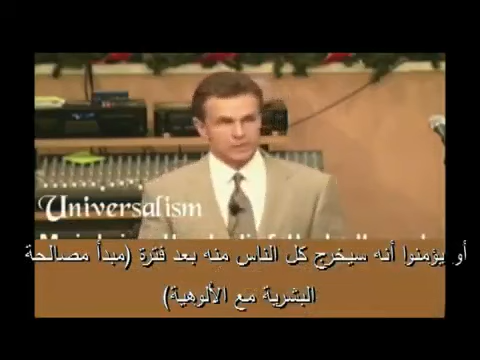 Universalism
أو يؤمنوا أنه سيخرج كل الناس منه بعد فترة (مبدأ مصالحة
البشرية مع الألوهية)